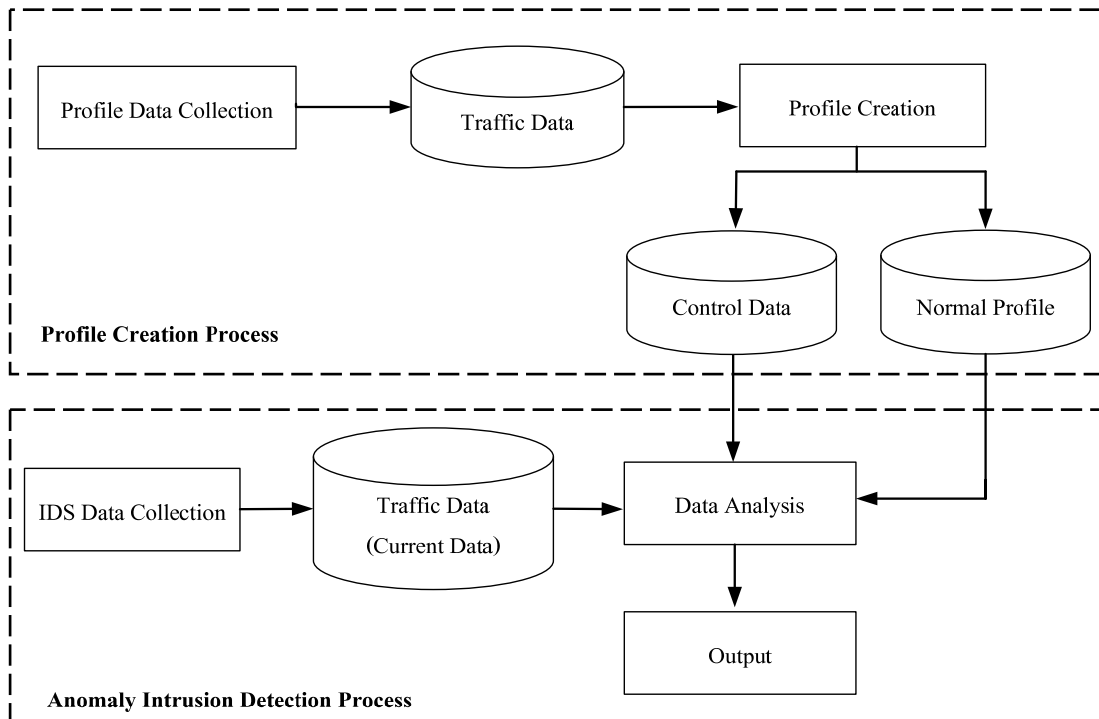 Profile Data Collection
Traffic Data
Profile Creation
Control Data
Normal Profile
Profile Creation Process
IDS Data Collection
Traffic Data
(Current Data)
Data Analysis
Output
Anomaly Intrusion Detection Process